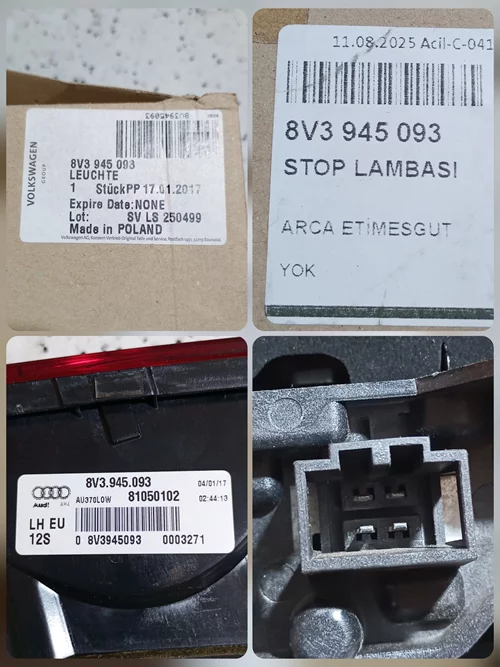 8V3945093
VOLKSWAGEN
GROUP
8V3 945 093
LEUCHTE
1 StückPP 17.01.2017
Expire Date:NONE
Lot: SV LS 250499
Made in POLAND
11.08.2025 Acil-C-041
8V3 945 093
STOP LAMBASI
ARCA ETİMESGUT
YOK
8V3.945.093 04/01/17
Audi AU370LOW 81050102 02:44:13
LH EU
12S 0 8V3945093 0003271